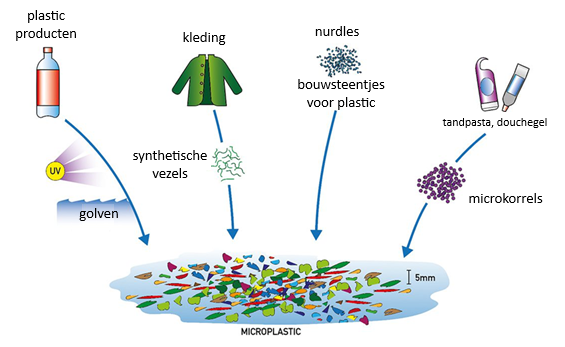 plastic
producten
kleding
nurdles
bouwsteentjes
voor plastic
tandpasta, douchegel
synthetische
vezels
UV
golven
microkorrels
5mm
MICROPLASTIC